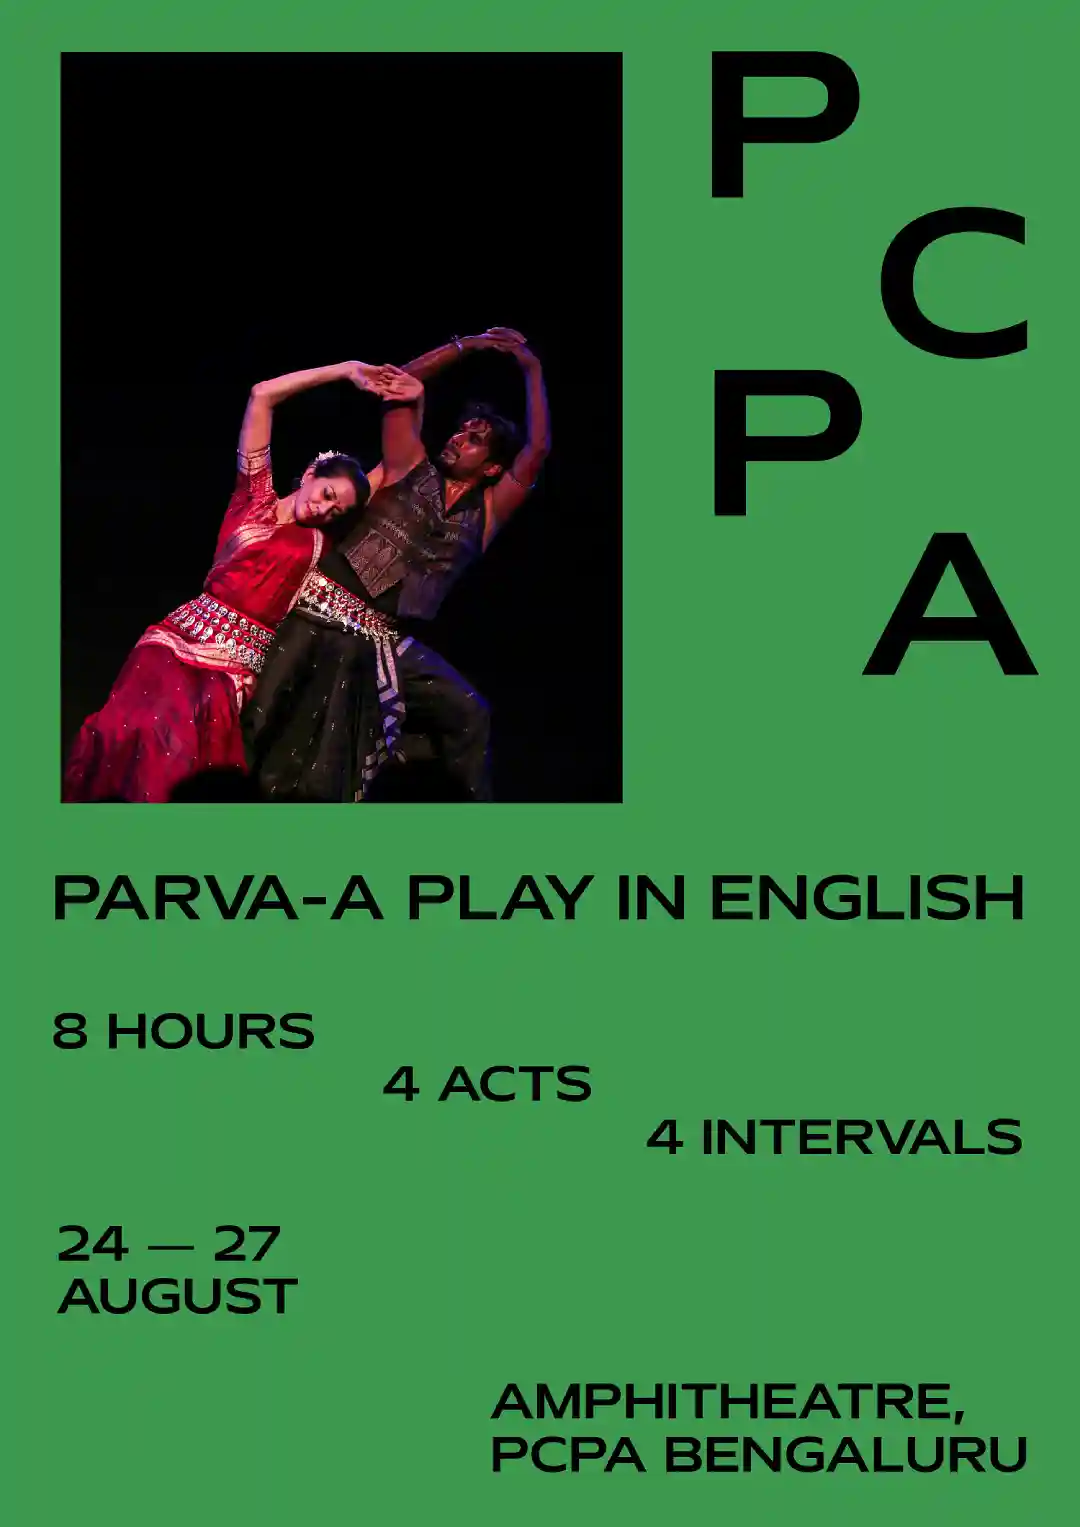 P
C
P
A
PARVA-A PLAY IN ENGLISH
8 HOURS
4 ACTS
4 INTERVALS
24 — 27
AUGUST
AMPHITHEATRE,
PCPA BENGALURU